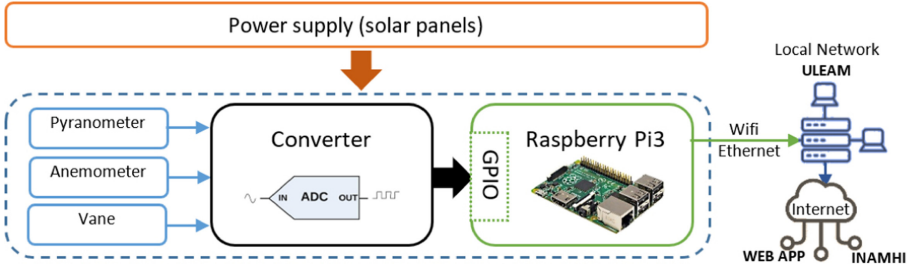 Power supply (solar panels)
Local Network
ULEAM
Pyranometer
Anemometer
Vane
Converter
IN
ADC
OUT
GPIO
Raspberry Pi3
Wifi
Ethernet
Internet
WEB APP
INAMHI